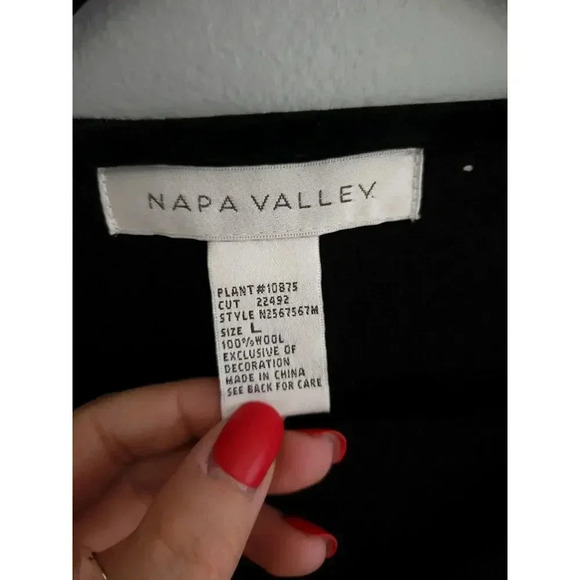 NAPA VALLEY
PLANT#10875
CUT 22492
STYLE N2567567M
SIZE L
100%WOOL
EXCLUSIVE OF
DECORATION
MADE IN CHINA
SEE BACK FOR CARE